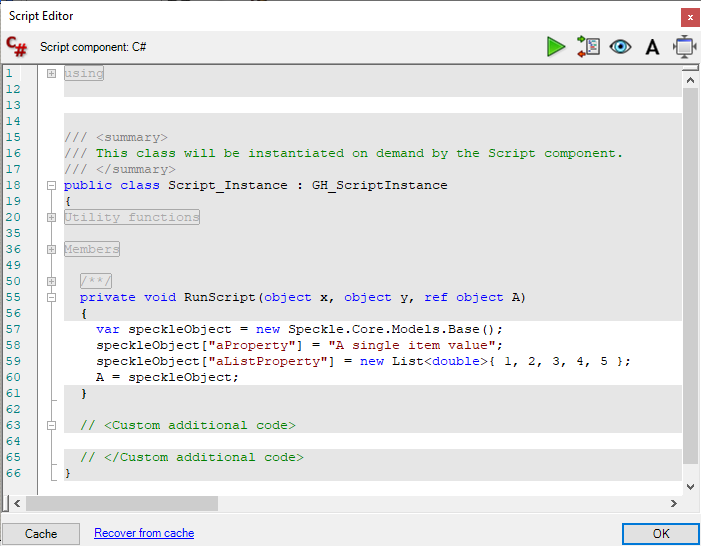 Script Editor
x
C# Script component: C# A
1 using
12
13
14
15 /// <summary>
16 /// This class will be instantiated on demand by the Script component.
17 /// </summary>
18 public class Script_Instance : GH_ScriptInstance
19 {
20 Utility functions
35
36 Members
49
50 /**/
55 private void RunScript(object x, object y, ref object A)
56 {
57 var speckleObject = new Speckle.Core.Models.Base();
58 speckleObject["aProperty"] = "A single item value";
59 speckleObject["aListProperty"] = new List<double>{ 1, 2, 3, 4, 5 };
60 A = speckleObject;
61 }
62
63 // <Custom additional code>
64
65 // </Custom additional code>
66 }
Cache Recover from cache OK